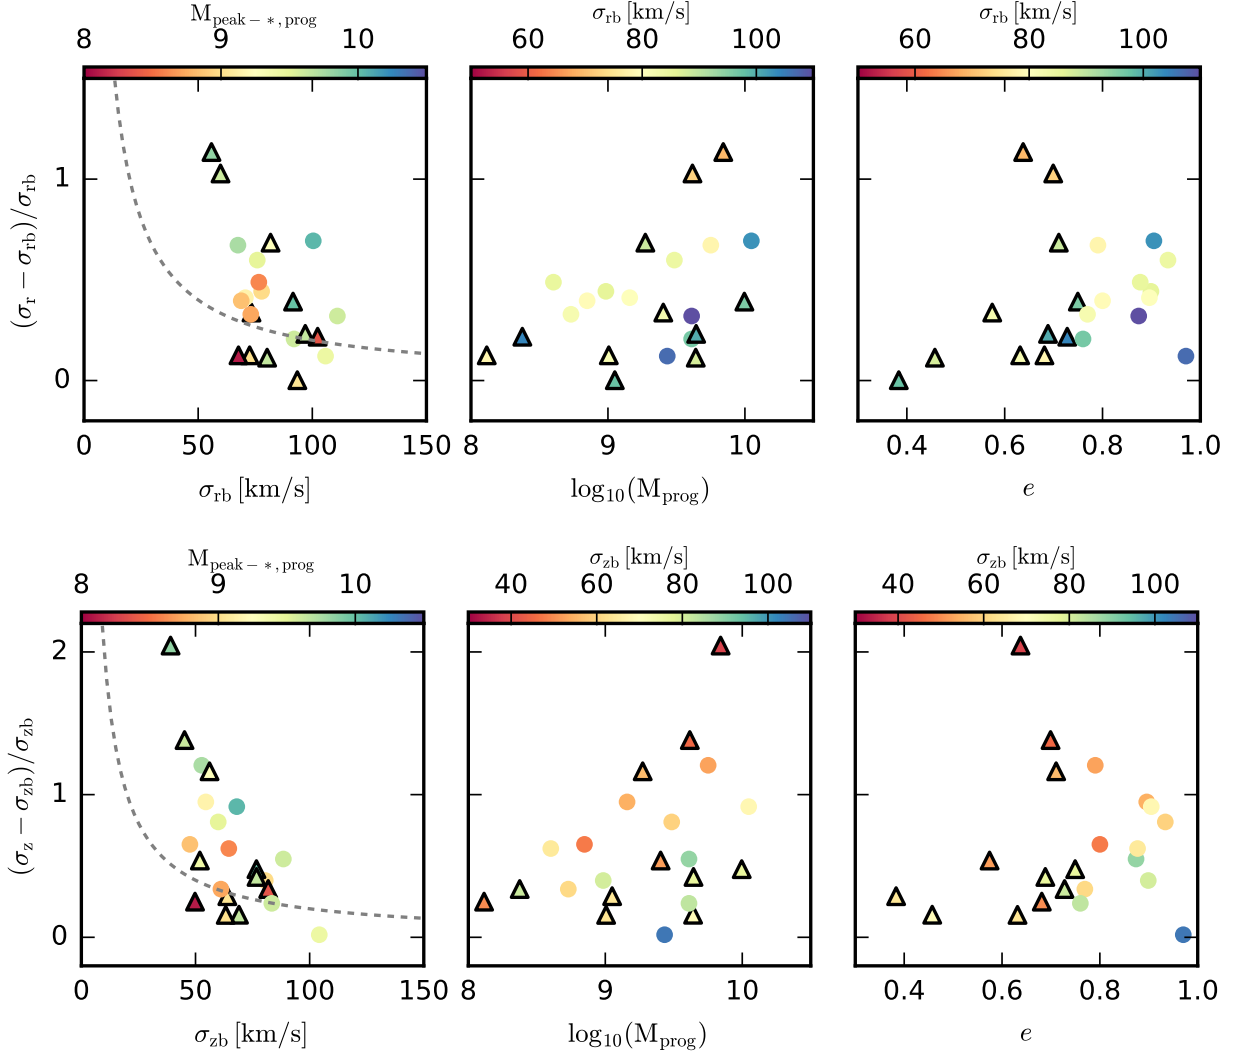 M_peak−*,prog σ_rb [km/s] σ_rb [km/s]
8 9 10 60 80 100 60 80 100
(σ_r − σ_rb)/σ_rb
1
0
0 50 100 150 8 9 10 0.4 0.6 0.8 1.0
σ_rb [km/s] log_10(M_prog) e
M_peak−*,prog σ_zb [km/s] σ_zb [km/s]
8 9 10 40 60 80 100 40 60 80 100
(σ_z − σ_zb)/σ_zb
2
1
0
0 50 100 150 8 9 10 0.4 0.6 0.8 1.0
σ_zb [km/s] log_10(M_prog) e